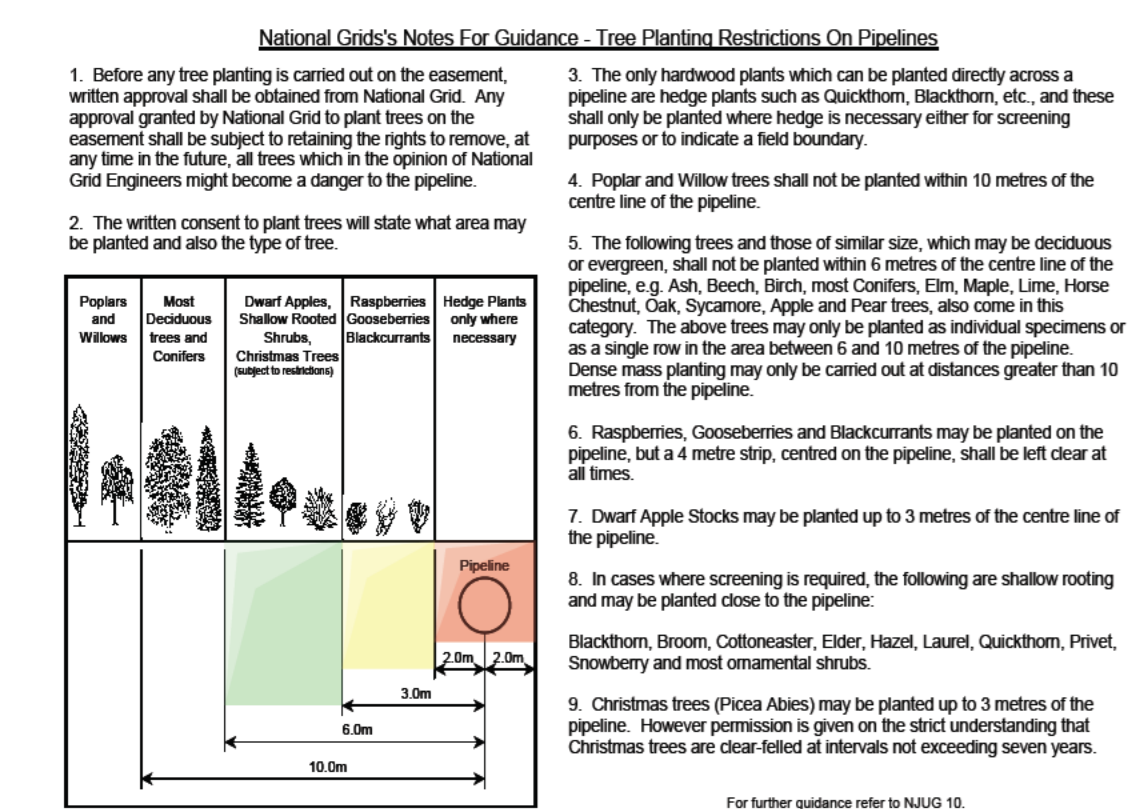 National Grids's Notes For Guidance - Tree Planting Restrictions On Pipelines
1. Before any tree planting is carried out on the easement,
written approval shall be obtained from National Grid. Any
approval granted by National Grid to plant trees on the
easement shall be subject to retaining the rights to remove, at
any time in the future, all trees which in the opinion of National
Grid Engineers might become a danger to the pipeline.
2. The written consent to plant trees will state what area may
be planted and also the type of tree.
Poplars
and
Willows
Most
Deciduous
trees and
Conifers
Dwarf Apples,
Shallow Rooted
Shrubs,
Christmas Trees
(subject to restrictions)
Raspberries
Gooseberries
Blackcurrants
Hedge Plants
only where
necessary
Pipeline
2.0m
2.0m
3.0m
6.0m
10.0m
3. The only hardwood plants which can be planted directly across a
pipeline are hedge plants such as Quickthorn, Blackthorn, etc., and these
shall only be planted where hedge is necessary either for screening
purposes or to indicate a field boundary.
4. Poplar and Willow trees shall not be planted within 10 metres of the
centre line of the pipeline.
5. The following trees and those of similar size, which may be deciduous
or evergreen, shall not be planted within 6 metres of the centre line of the
pipeline, e.g. Ash, Beech, Birch, most Conifers, Elm, Maple, Lime, Horse
Chestnut, Oak, Sycamore, Apple and Pear trees, also come in this
category. The above trees may only be planted as individual specimens or
as a single row in the area between 6 and 10 metres of the pipeline.
Dense mass planting may only be carried out at distances greater than 10
metres from the pipeline.
6. Raspberries, Gooseberries and Blackcurrants may be planted on the
pipeline, but a 4 metre strip, centred on the pipeline, shall be left clear at
all times.
7. Dwarf Apple Stocks may be planted up to 3 metres of the centre line of
the pipeline.
8. In cases where screening is required, the following are shallow rooting
and may be planted close to the pipeline:
Blackthorn, Broom, Cottoneaster, Elder, Hazel, Laurel, Quickthorn, Privet,
Snowberry and most ornamental shrubs.
9. Christmas trees (Picea Abies) may be planted up to 3 metres of the
pipeline. However permission is given on the strict understanding that
Christmas trees are clear-felled at intervals not exceeding seven years.
For further guidance refer to NJUG 10.